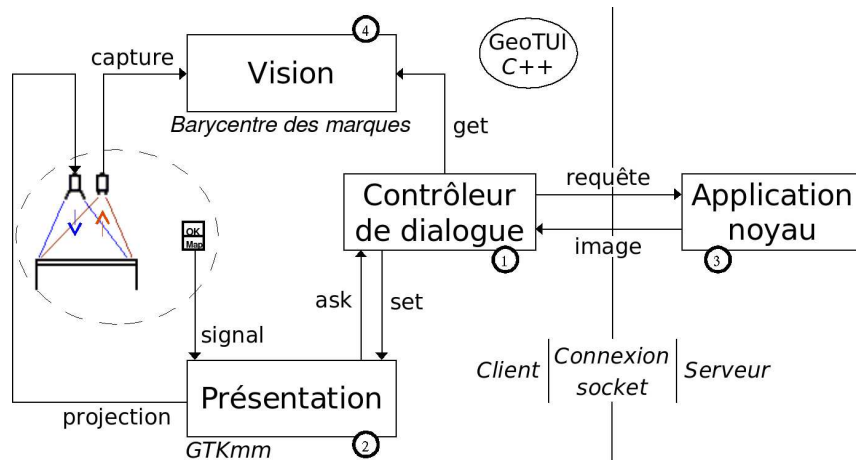 4
capture
Vision
GeoTUI
C++
Barycentre des marques
get
Contrôleur
de dialogue
1
requête
image
Application
noyau
3
OK
Map
signal
ask
set
Présentation
2
projection
GTKmm
Client
Connexion
socket
Serveur